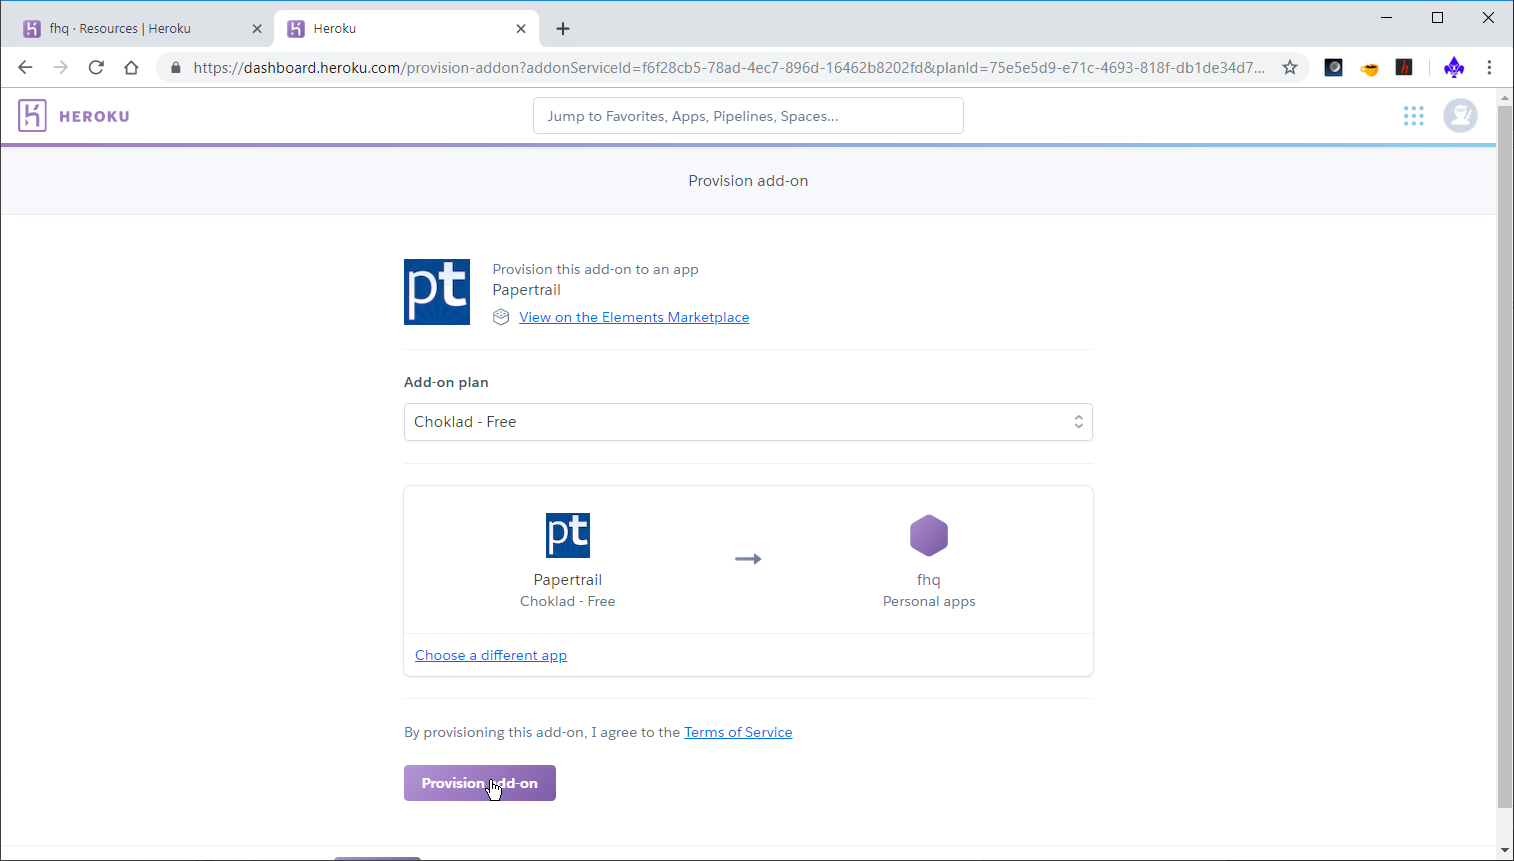 fhq · Resources | Heroku
Heroku
https://dashboard.heroku.com/provision-addon?addonServiceId=f6f28cb5-78ad-4ec7-896d-16462b8202fd&planId=75e5e5d9-e71c-4693-818f-db1de34d7...
HEROKU
Jump to Favorites, Apps, Pipelines, Spaces...
Provision add-on
pt
Provision this add-on to an app
Papertrail
View on the Elements Marketplace
Add-on plan
Choklad - Free
pt
Papertrail
Choklad - Free
fhq
Personal apps
Choose a different app
By provisioning this add-on, I agree to the Terms of Service
Provision add-on